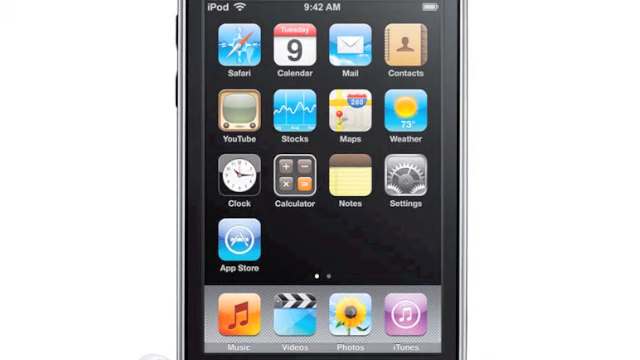 iPod 9:42 AM
Tuesday
9
280
73°
Safari Calendar Mail Contacts
YouTube Stocks Maps Weather
Clock Calculator Notes Settings
App Store
Music Videos Photos iTunes